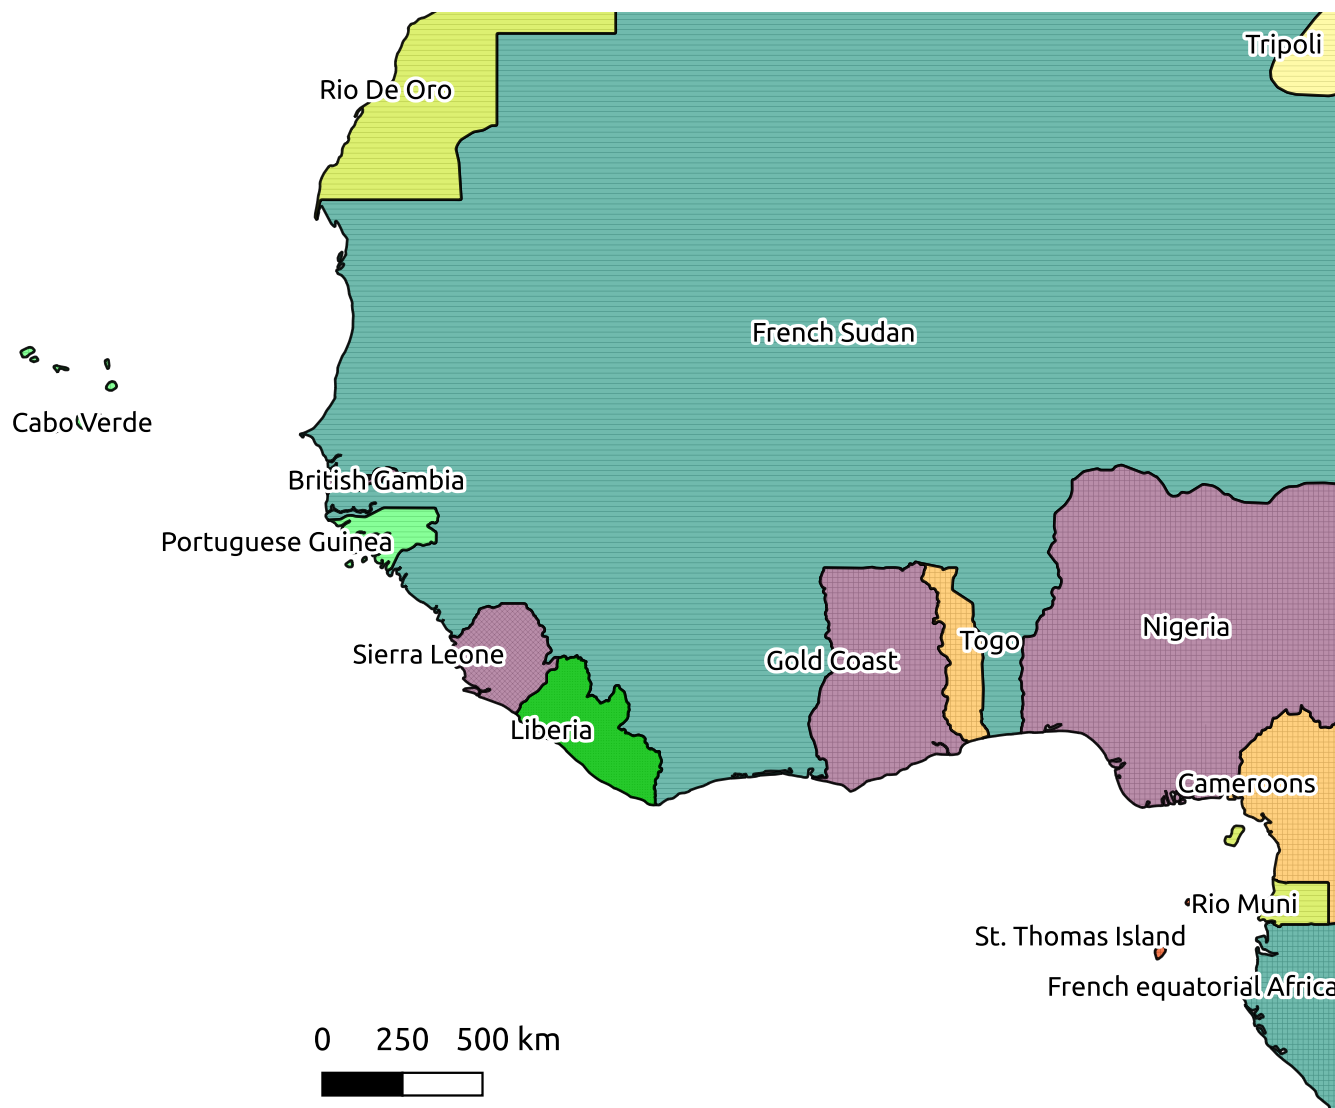 Tripoli
Rio De Oro
French Sudan
Cabo Verde
British Gambia
Portuguese Guinea
Nigeria
Togo
Sierra Leone
Gold Coast
Liberia
Cameroons
Rio Muni
St. Thomas Island
French equatorial Africa
0 250 500 km